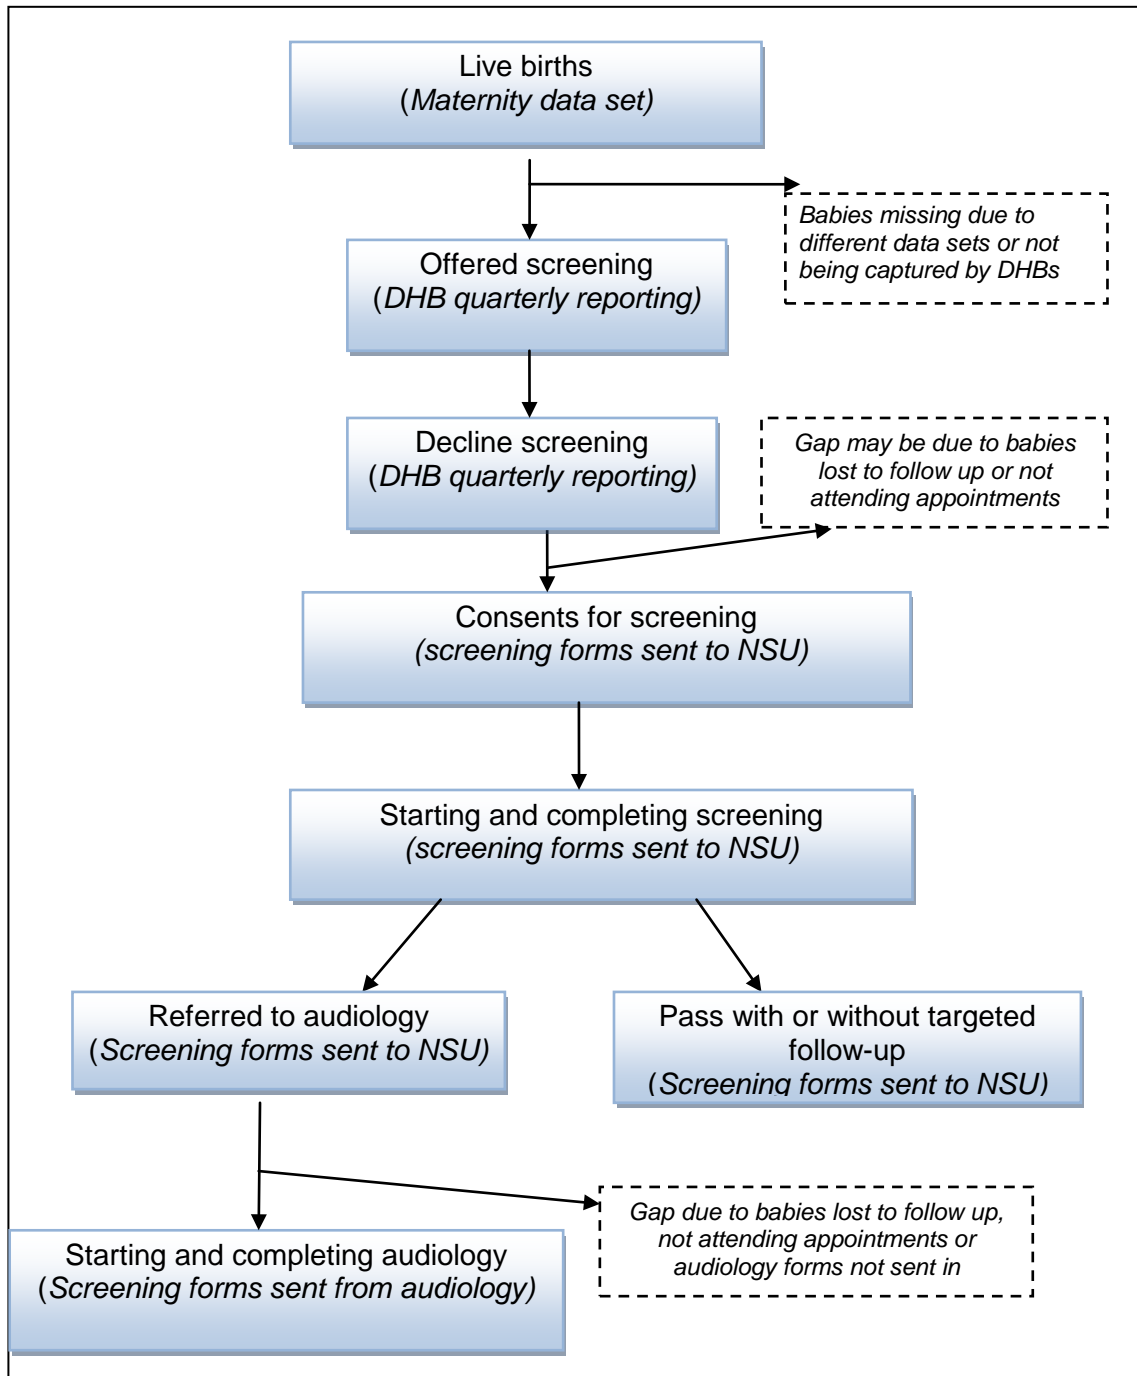 Live births
(Maternity data set)
Babies missing due to
different data sets or not
being captured by DHBs
Offered screening
(DHB quarterly reporting)
Decline screening
(DHB quarterly reporting)
Gap may be due to babies
lost to follow up or not
attending appointments
Consents for screening
(screening forms sent to NSU)
Starting and completing screening
(screening forms sent to NSU)
Referred to audiology
(Screening forms sent to NSU)
Pass with or without targeted
follow-up
(Screening forms sent to NSU)
Gap due to babies lost to follow up,
not attending appointments or
audiology forms not sent in
Starting and completing audiology
(Screening forms sent from audiology)